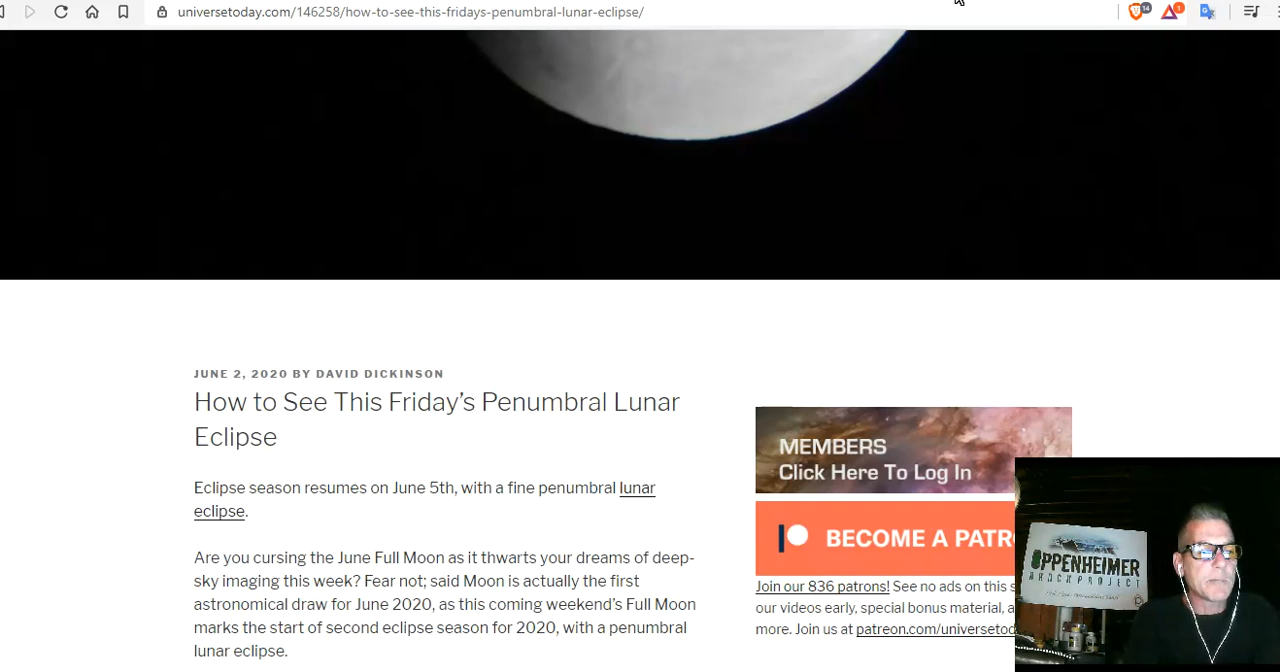 universetoday.com/146258/how-to-see-this-fridays-penumbral-lunar-eclipse/
14
1
JUNE 2, 2020 BY DAVID DICKINSON
How to See This Friday’s Penumbral Lunar
Eclipse
Eclipse season resumes on June 5th, with a fine penumbral lunar
eclipse.
Are you cursing the June Full Moon as it thwarts your dreams of deep-
sky imaging this week? Fear not; said Moon is actually the first
astronomical draw for June 2020, as this coming weekend’s Full Moon
marks the start of second eclipse season for 2020, with a penumbral
lunar eclipse.
MEMBERS
Click Here To Log In
BECOME A PATR
Join our 836 patrons! See no ads on this s
our videos early, special bonus material, a
more. Join us at patreon.com/universetod
OPPENHEIMER
RANCH PROJECT